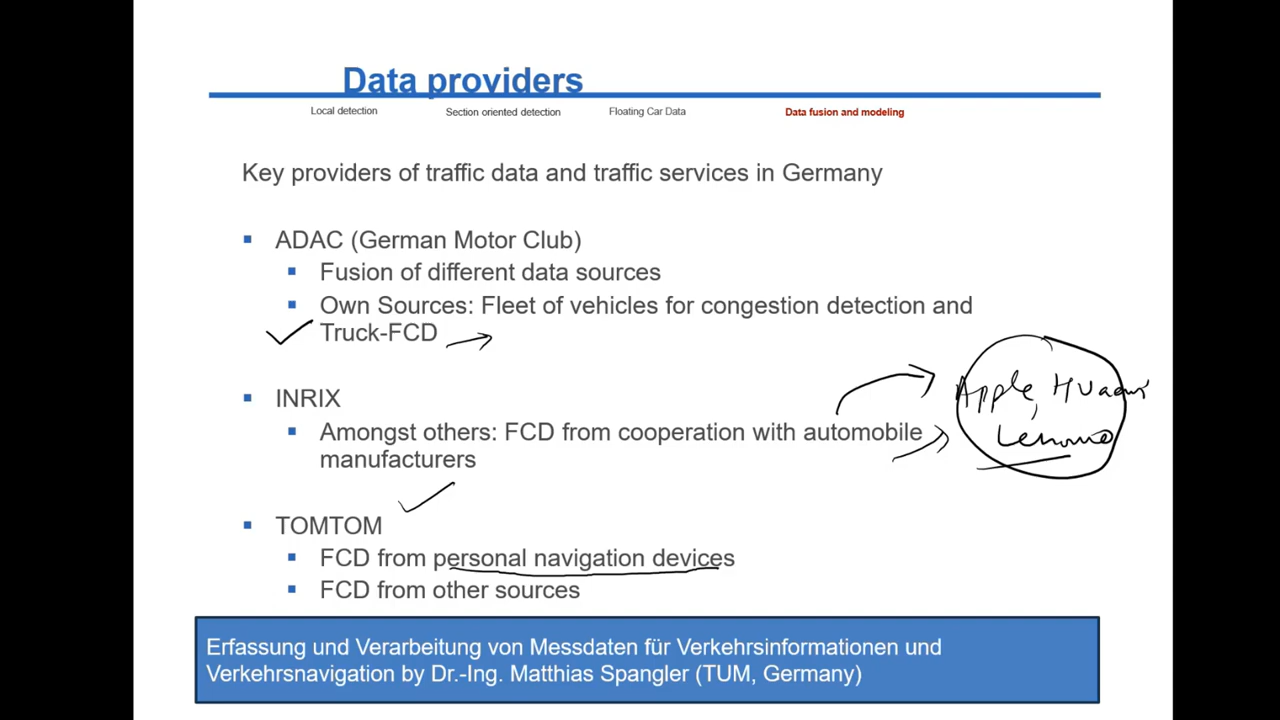 Data providers
Local detection Section oriented detection Floating Car Data Data fusion and modeling
Key providers of traffic data and traffic services in Germany
ADAC (German Motor Club)
Fusion of different data sources
Own Sources: Fleet of vehicles for congestion detection and
Truck-FCD
INRIX
Apple, Huawei
Amongst others: FCD from cooperation with automobile
Lenovo
manufacturers
TOMTOM
FCD from personal navigation devices
FCD from other sources
Erfassung und Verarbeitung von Messdaten für Verkehrsinformationen und
Verkehrsnavigation by Dr.-Ing. Matthias Spangler (TUM, Germany)